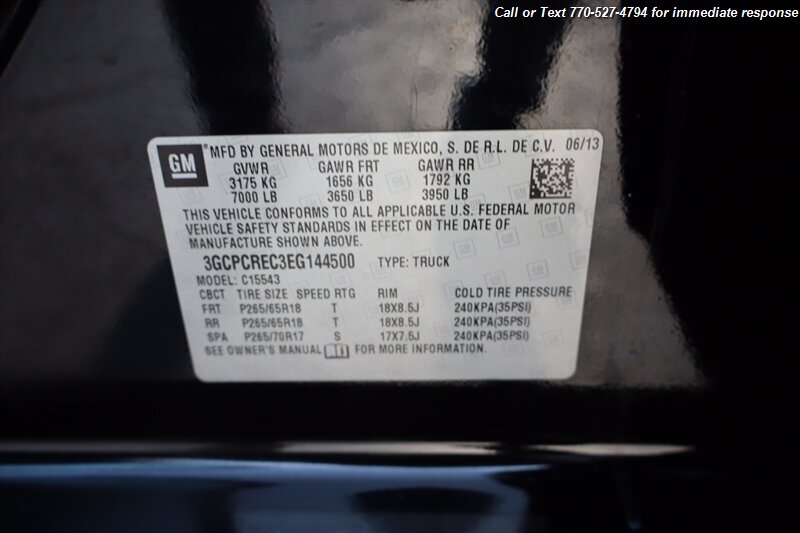 Call or Text 770-527-4794 for immediate response
GM ® MFD BY GENERAL MOTORS DE MEXICO, S. DE R.L. DE C.V. 06/13
GVWR GAWR FRT GAWR RR
3175 KG 1656 KG 1792 KG
7000 LB 3650 LB 3950 LB
THIS VEHICLE CONFORMS TO ALL APPLICABLE U.S. FEDERAL MOTOR
VEHICLE SAFETY STANDARDS IN EFFECT ON THE DATE OF
MANUFACTURE SHOWN ABOVE.
3GCPCREC3EG144500 TYPE: TRUCK
MODEL: C15543
CBCT TIRE SIZE SPEED RTG RIM COLD TIRE PRESSURE
FRT P265/65R18 T 18X8.5J 240KPA(35PSI)
RR P265/65R18 T 18X8.5J 240KPA(35PSI)
SPA P265/70R17 S 17X7.5J 240KPA(35PSI)
SEE OWNER'S MANUAL FOR MORE INFORMATION.